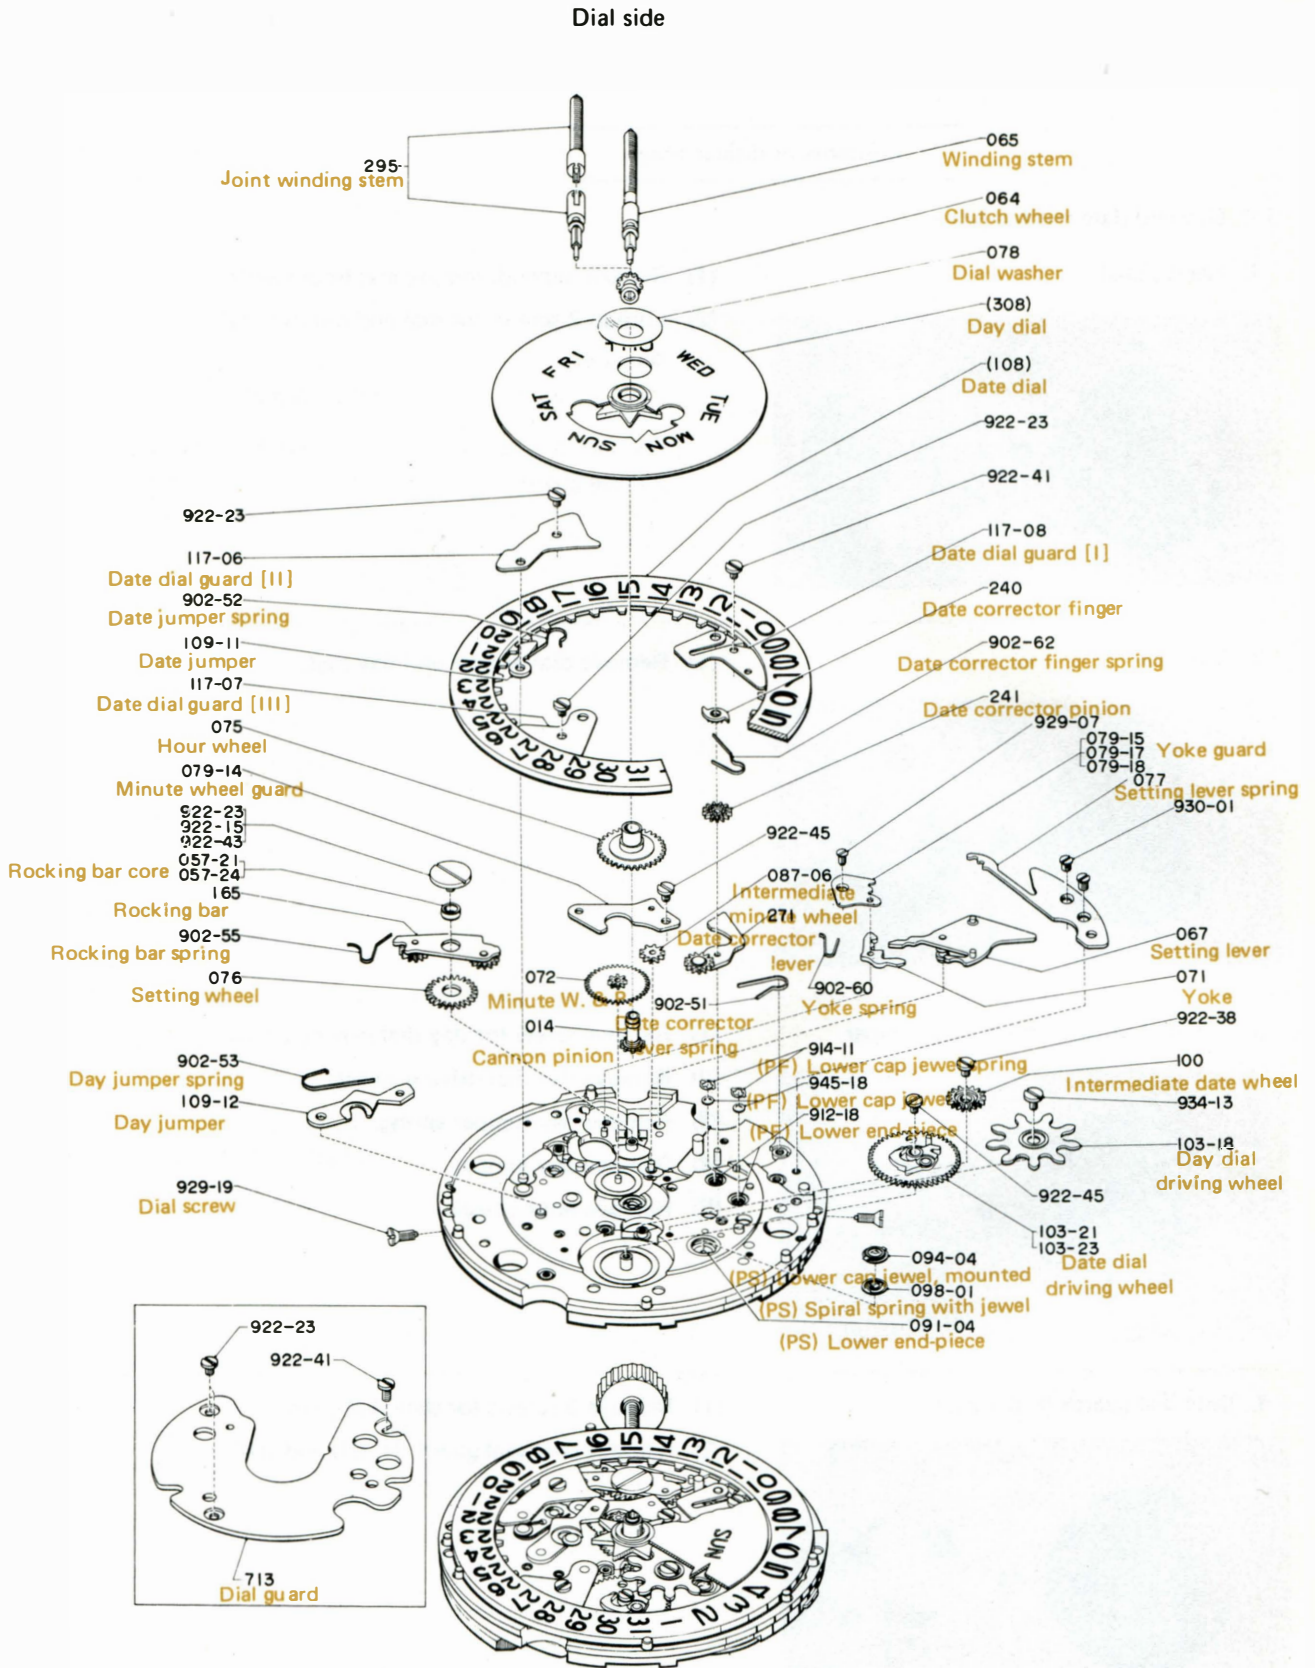 Dial side
295
Joint winding stem
065
Winding stem
064
Clutch wheel
078
Dial washer
(308)
Day dial
(108)
Date dial
922-23
922-41
117-08
Date dial guard [I]
240
Date corrector finger
902-62
Date corrector finger spring
241
Date corrector pinion
929-07
079-15
079-17
079-18
Yoke guard
077
Setting lever spring
930-01
FRI
WED
TUE
MON
SUN
SAT
922-23
117-06
Date dial guard [II]
902-52
Date jumper spring
109-11
Date jumper
117-07
Date dial guard [III]
075
Hour wheel
079-14
Minute wheel guard
922-23
922-15
922-43
057-21
057-24
Rocking bar core
165
Rocking bar
902-55
Rocking bar spring
076
Setting wheel
922-45
087-06
Intermediate
minute wheel
271
Date corrector
lever
902-60
Yoke spring
067
Setting lever
071
Yoke
072
Minute W. & P.
902-51
Date corrector
lever spring
014
Cannon pinion
922-38
100
Intermediate date wheel
934-13
103-18
Day dial
driving wheel
922-45
103-21
103-23
Date dial
driving wheel
902-53
Day jumper spring
109-12
Day jumper
929-19
Dial screw
914-11
(PF) Lower cap jewel spring
945-18
(PF) Lower cap jewel
912-18
(PF) Lower end-piece
094-04
(PS) Lower cap jewel, mounted
098-01
(PS) Spiral spring with jewel
091-04
(PS) Lower end-piece
922-23
922-41
713
Dial guard
SUN